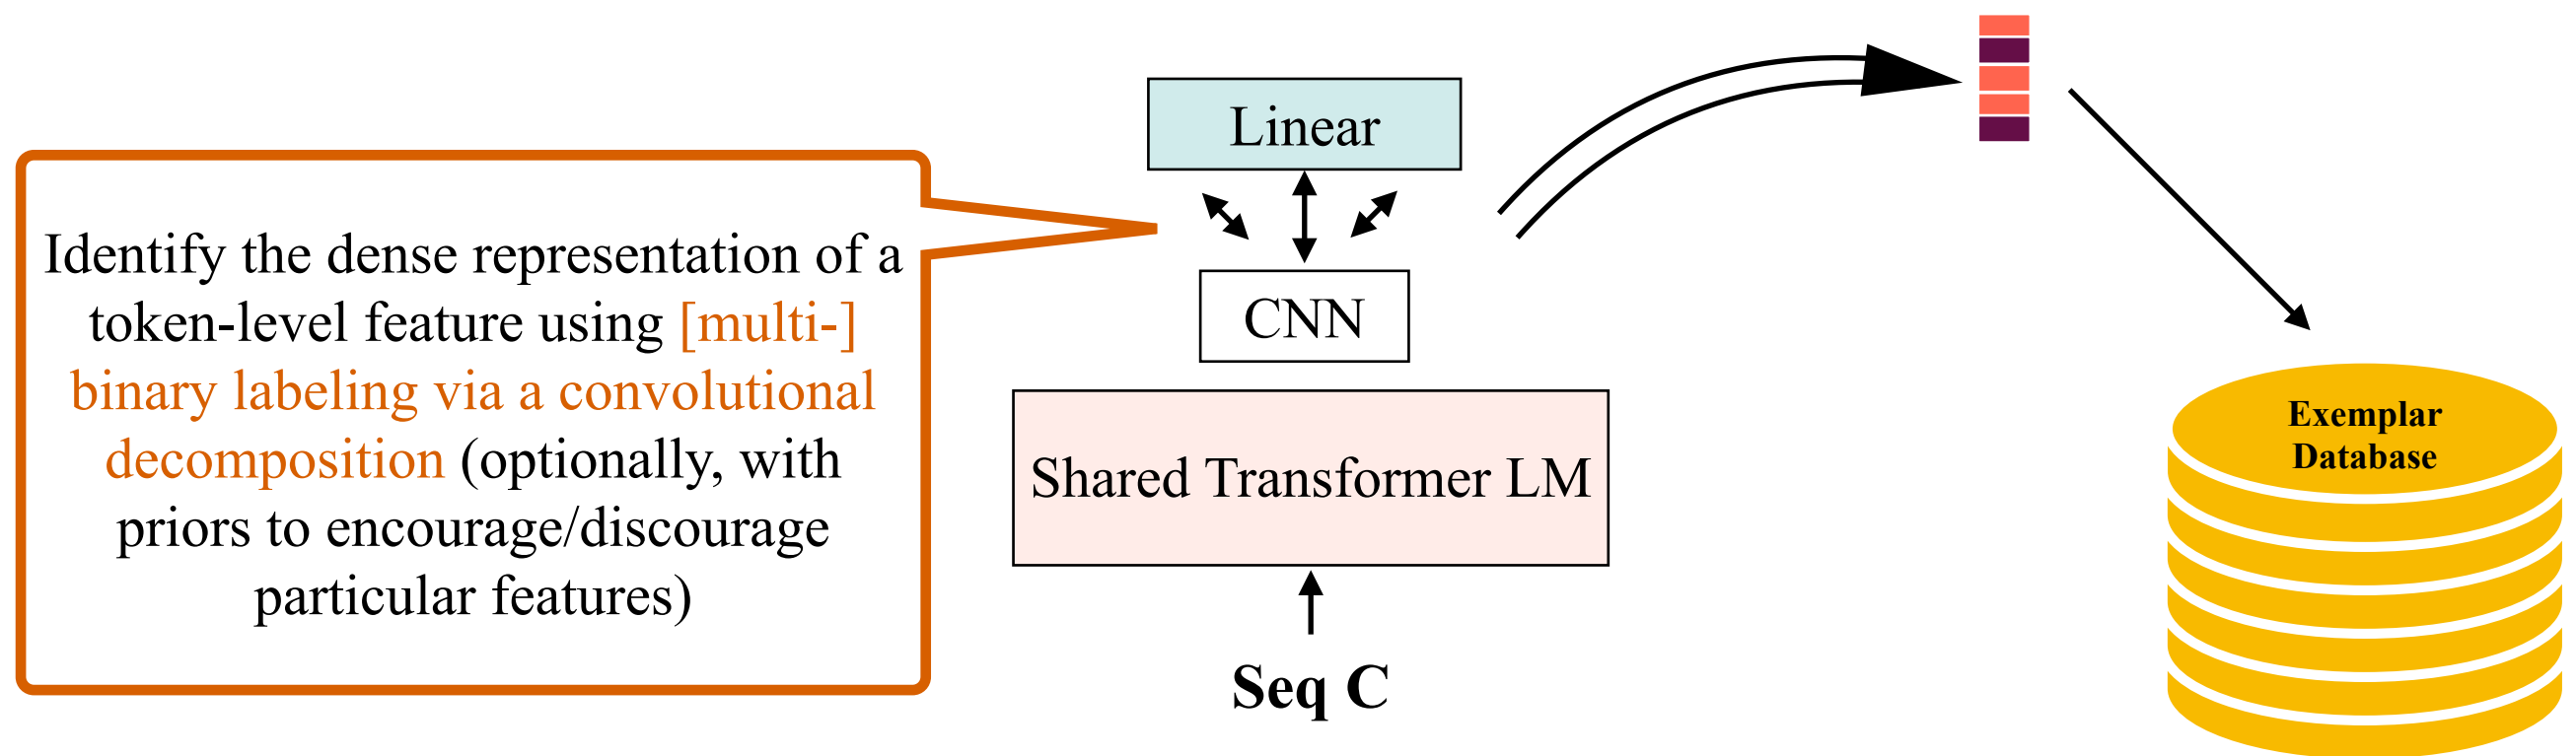 Identify the dense representation of a
token-level feature using [multi-]
binary labeling via a convolutional
decomposition (optionally, with
priors to encourage/discourage
particular features)
Linear
CNN
Shared Transformer LM
Seq C
Exemplar
Database